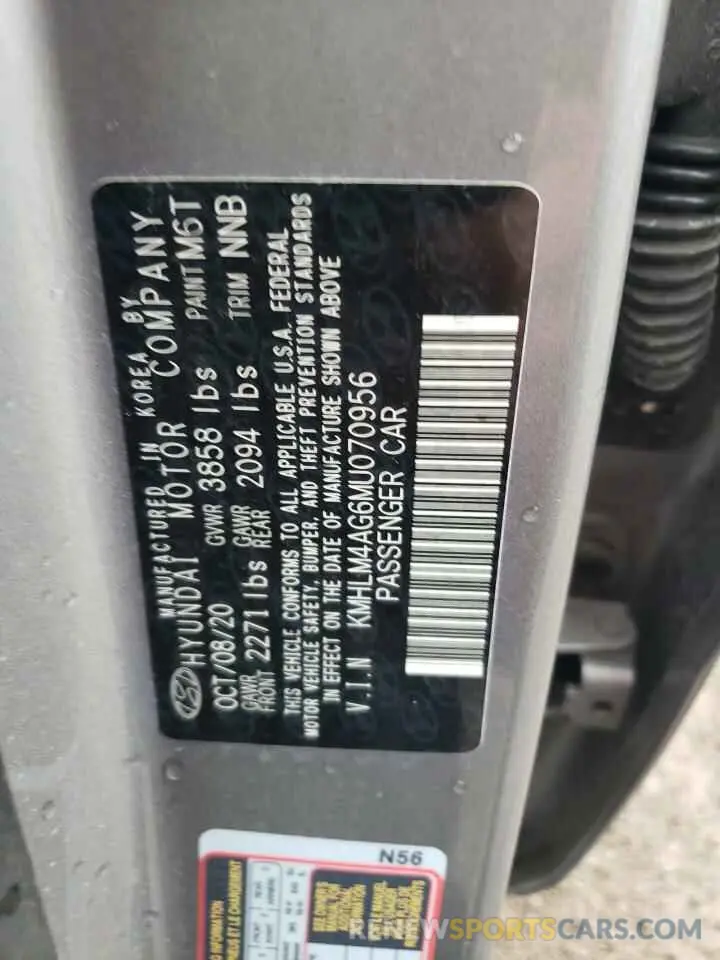 MANUFACTURED IN KOREA BY
HYUNDAI MOTOR COMPANY
OCT/08/20 GVWR 3858 lbs PAINT M6T
GAWR FRONT 2271 lbs GAWR REAR 2094 lbs TRIM NNB
THIS VEHICLE CONFORMS TO ALL APPLICABLE U.S.A. FEDERAL
MOTOR VEHICLE SAFETY, BUMPER, AND THEFT PREVENTION STANDARDS
IN EFFECT ON THE DATE OF MANUFACTURE SHOWN ABOVE
V.I.N KMHLM4AG6MU070956
PASSENGER CAR
N56
RENEWSPORTSCAR.COM